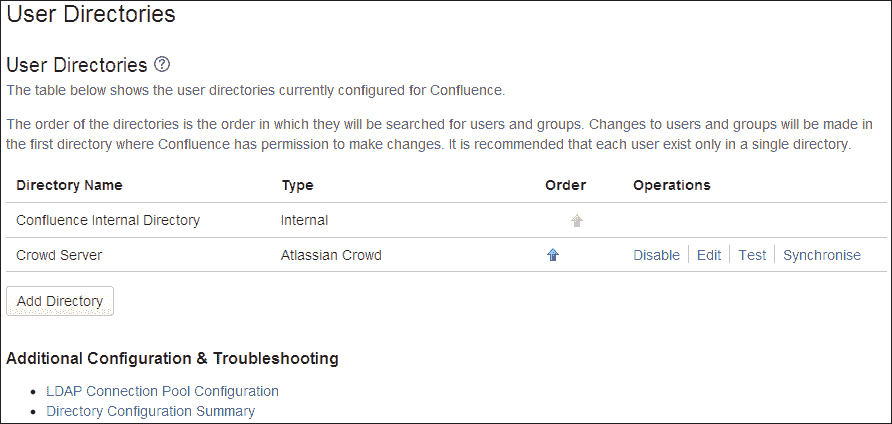 User Directories
User Directories
The table below shows the user directories currently configured for Confluence.
The order of the directories is the order in which they will be searched for users and groups. Changes to users and groups will be made in
the first directory where Confluence has permission to make changes. It is recommended that each user exist only in a single directory.
Directory Name Type Order Operations
Confluence Internal Directory Internal
Crowd Server Atlassian Crowd Disable Edit Test Synchronise
Add Directory
Additional Configuration & Troubleshooting
• LDAP Connection Pool Configuration
• Directory Configuration Summary